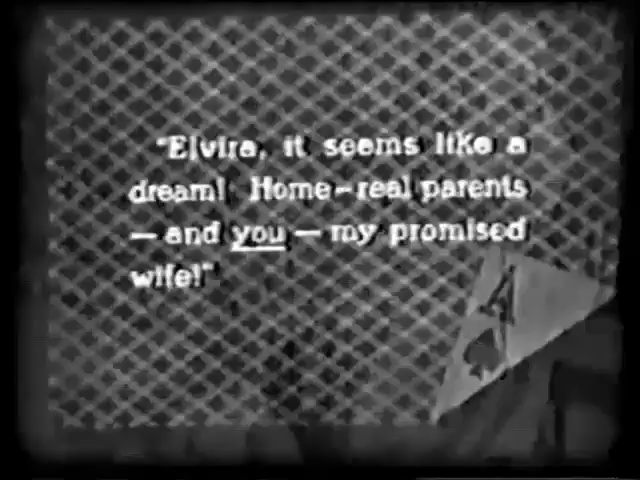 "Elvira, it seems like a
dream! Home-real parents
—and you — my promised
wife!"
A